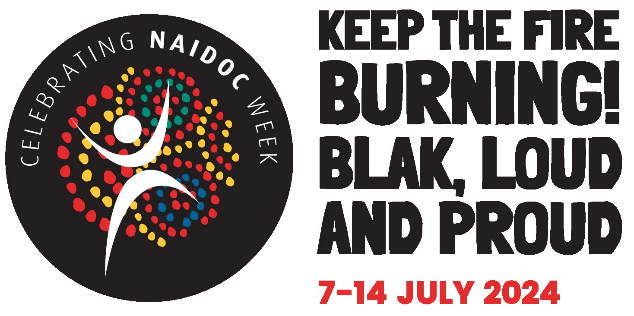 CELEBRATING NAIDOC WEEK
KEEP THE FIRE
BURNING!
BLAK, LOUD
AND PROUD
7-14 JULY 2024